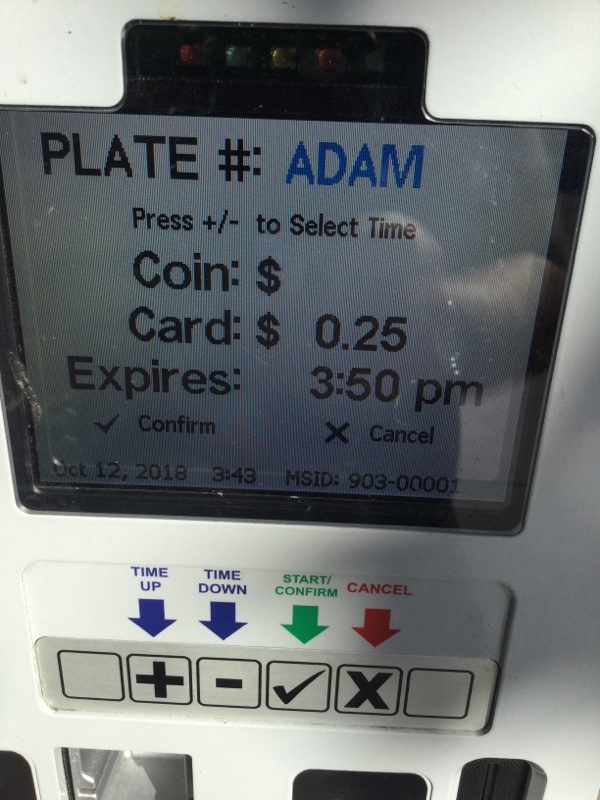 PLATE #: ADAM
Press +/- to Select Time
Coin: $
Card: $ 0.25
Expires: 3:50 pm
✓ Confirm X Cancel
Oct 12, 2018 3:43 MSID: 903-00001
TIME UP
TIME DOWN
START/ CONFIRM
CANCEL
+ - ✓ X